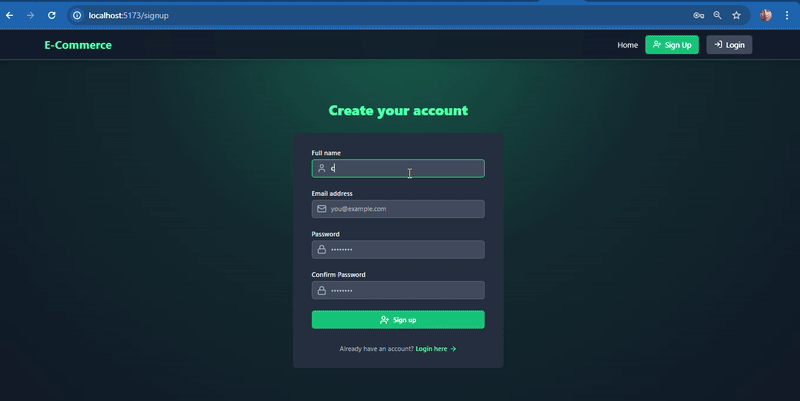 localhost:5173/signup
E-Commerce
Home
Sign Up
Login
Create your account
Full name
c
Email address
you@example.com
Password
••••••••
Confirm Password
••••••••
Sign up
Already have an account? Login here →